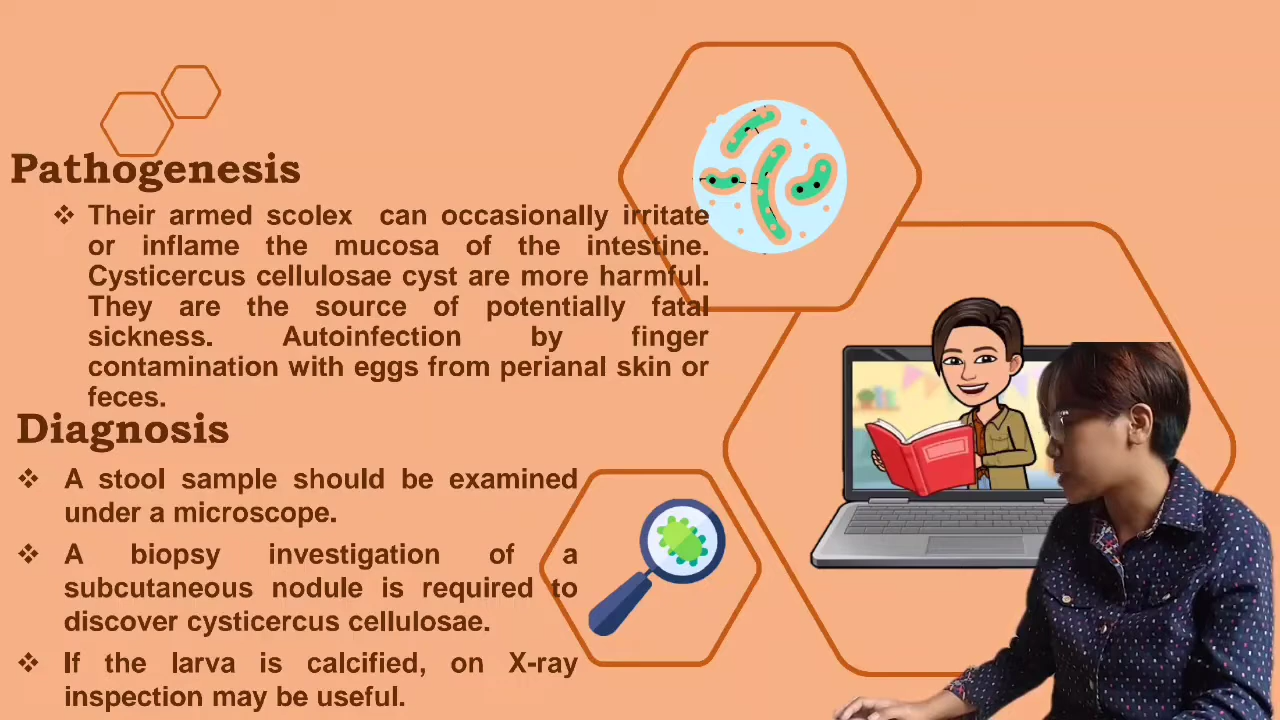 Pathogenesis
❖ Their armed scolex can occasionally irritate
or inflame the mucosa of the intestine.
Cysticercus cellulosae cyst are more harmful.
They are the source of potentially fatal
sickness. Autoinfection by finger
contamination with eggs from perianal skin or
feces.
Diagnosis
❖ A stool sample should be examined
under a microscope.
❖ A biopsy investigation of a
subcutaneous nodule is required to
discover cysticercus cellulosae.
❖ If the larva is calcified, on X-ray
inspection may be useful.